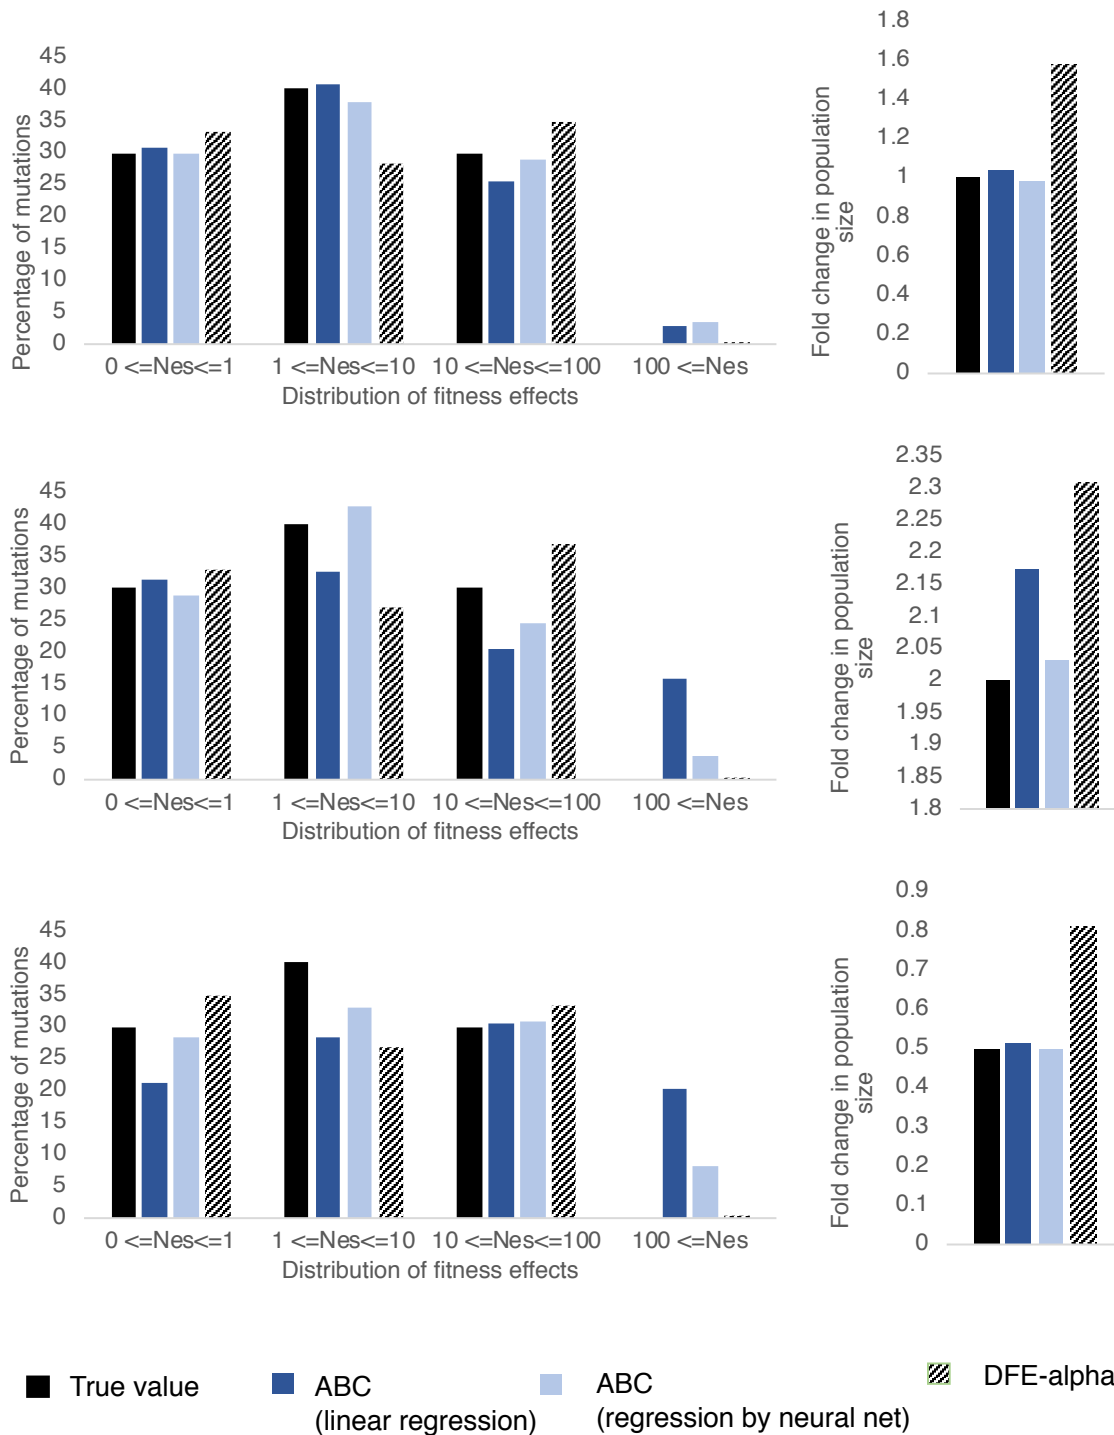 45
40
35
30
25
20
15
10
5
0
Percentage of mutations
0 <=Nes<=1
1 <=Nes<=10
10 <=Nes<=100
100 <=Nes
Distribution of fitness effects
1.8
1.6
1.4
1.2
1
0.8
0.6
0.4
0.2
0
Fold change in population
size
45
40
35
30
25
20
15
10
5
0
Percentage of mutations
0 <=Nes<=1
1 <=Nes<=10
10 <=Nes<=100
100 <=Nes
Distribution of fitness effects
2.35
2.3
2.25
2.2
2.15
2.1
2.05
2
1.95
1.9
1.85
1.8
Fold change in population
size
45
40
35
30
25
20
15
10
5
0
Percentage of mutations
0 <=Nes<=1
1 <=Nes<=10
10 <=Nes<=100
100 <=Nes
Distribution of fitness effects
0.9
0.8
0.7
0.6
0.5
0.4
0.3
0.2
0.1
0
Fold change in population
size
True value
ABC
(linear regression)
ABC
(regression by neural net)
DFE-alpha